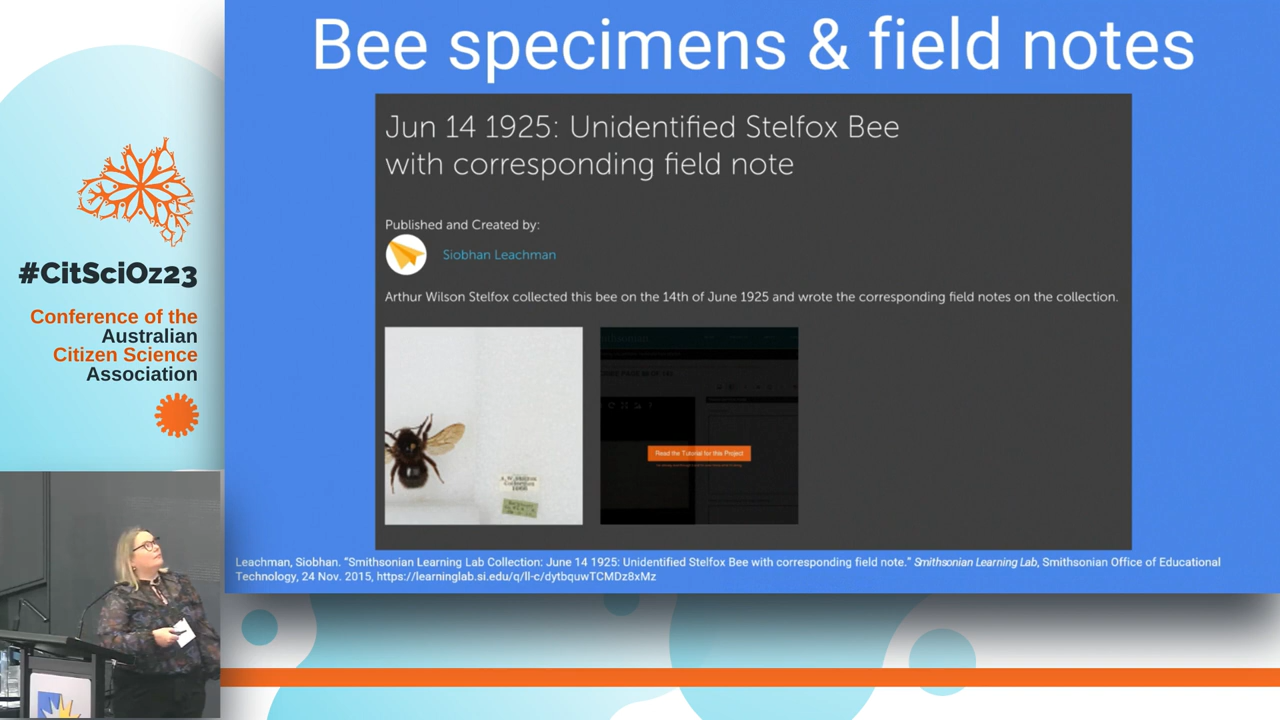 Bee specimens & field notes
Jun 14 1925: Unidentified Stelfox Bee
with corresponding field note
Published and Created by:
Siobhan Leachman
Arthur Wilson Stelfox collected this bee on the 14th of June 1925 and wrote the corresponding field notes on the collection.
Read the Tutorial for this Project
Leachman, Siobhan. “Smithsonian Learning Lab Collection: June 14 1925: Unidentified Stelfox Bee with corresponding field note.” Smithsonian Learning Lab, Smithsonian Office of Educational
Technology, 24 Nov. 2015, https://learninglab.si.edu/q/ll-c/dytbquwTCMDz8xMz
#CitSciOz23
Conference of the
Australian
Citizen Science
Association